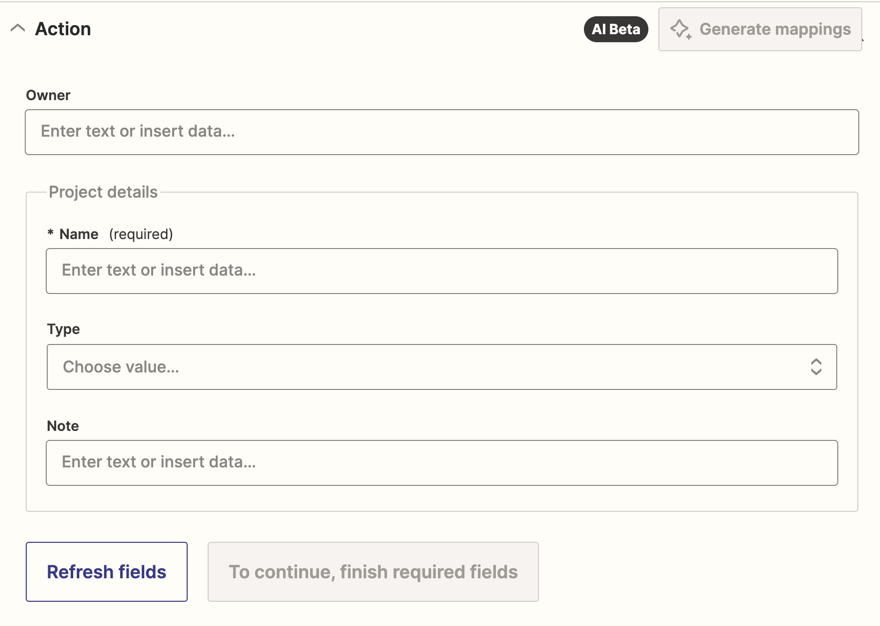 Action
AI Beta
Generate mappings
Owner
Enter text or insert data...
Project details
* Name (required)
Enter text or insert data...
Type
Choose value...
Note
Enter text or insert data...
Refresh fields
To continue, finish required fields